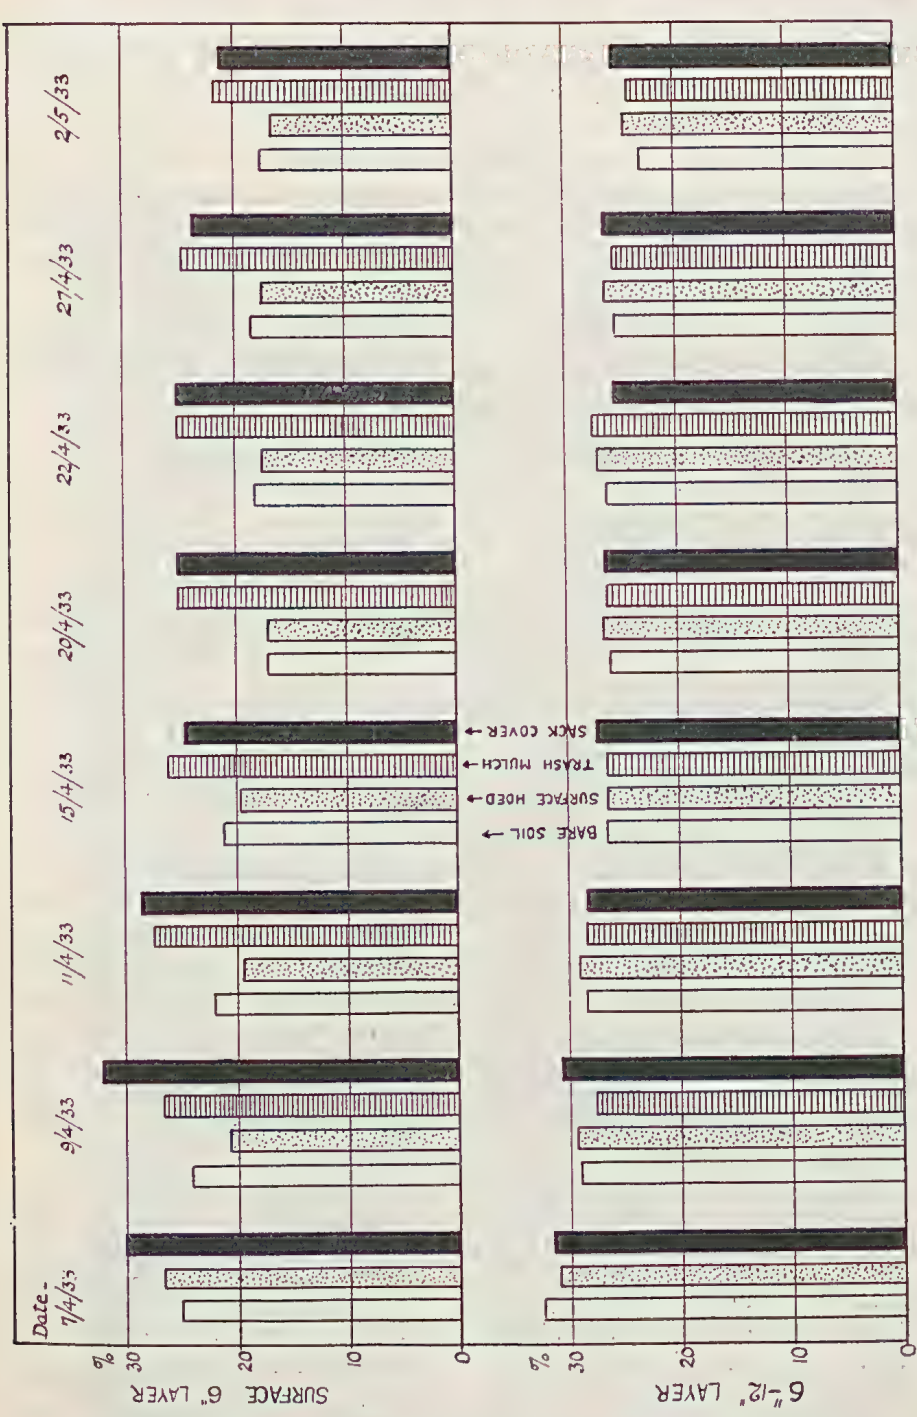 Date -
7/4/33
9/4/33
11/4/33
15/4/33
20/4/33
22/4/33
27/4/33
2/5/33
%
30
20
10
0
SURFACE 6" LAYER
BARE SOIL
SURFACE HOED
TRASH MULCH
SACK COVER
%
30
20
10
0
6"-12" LAYER